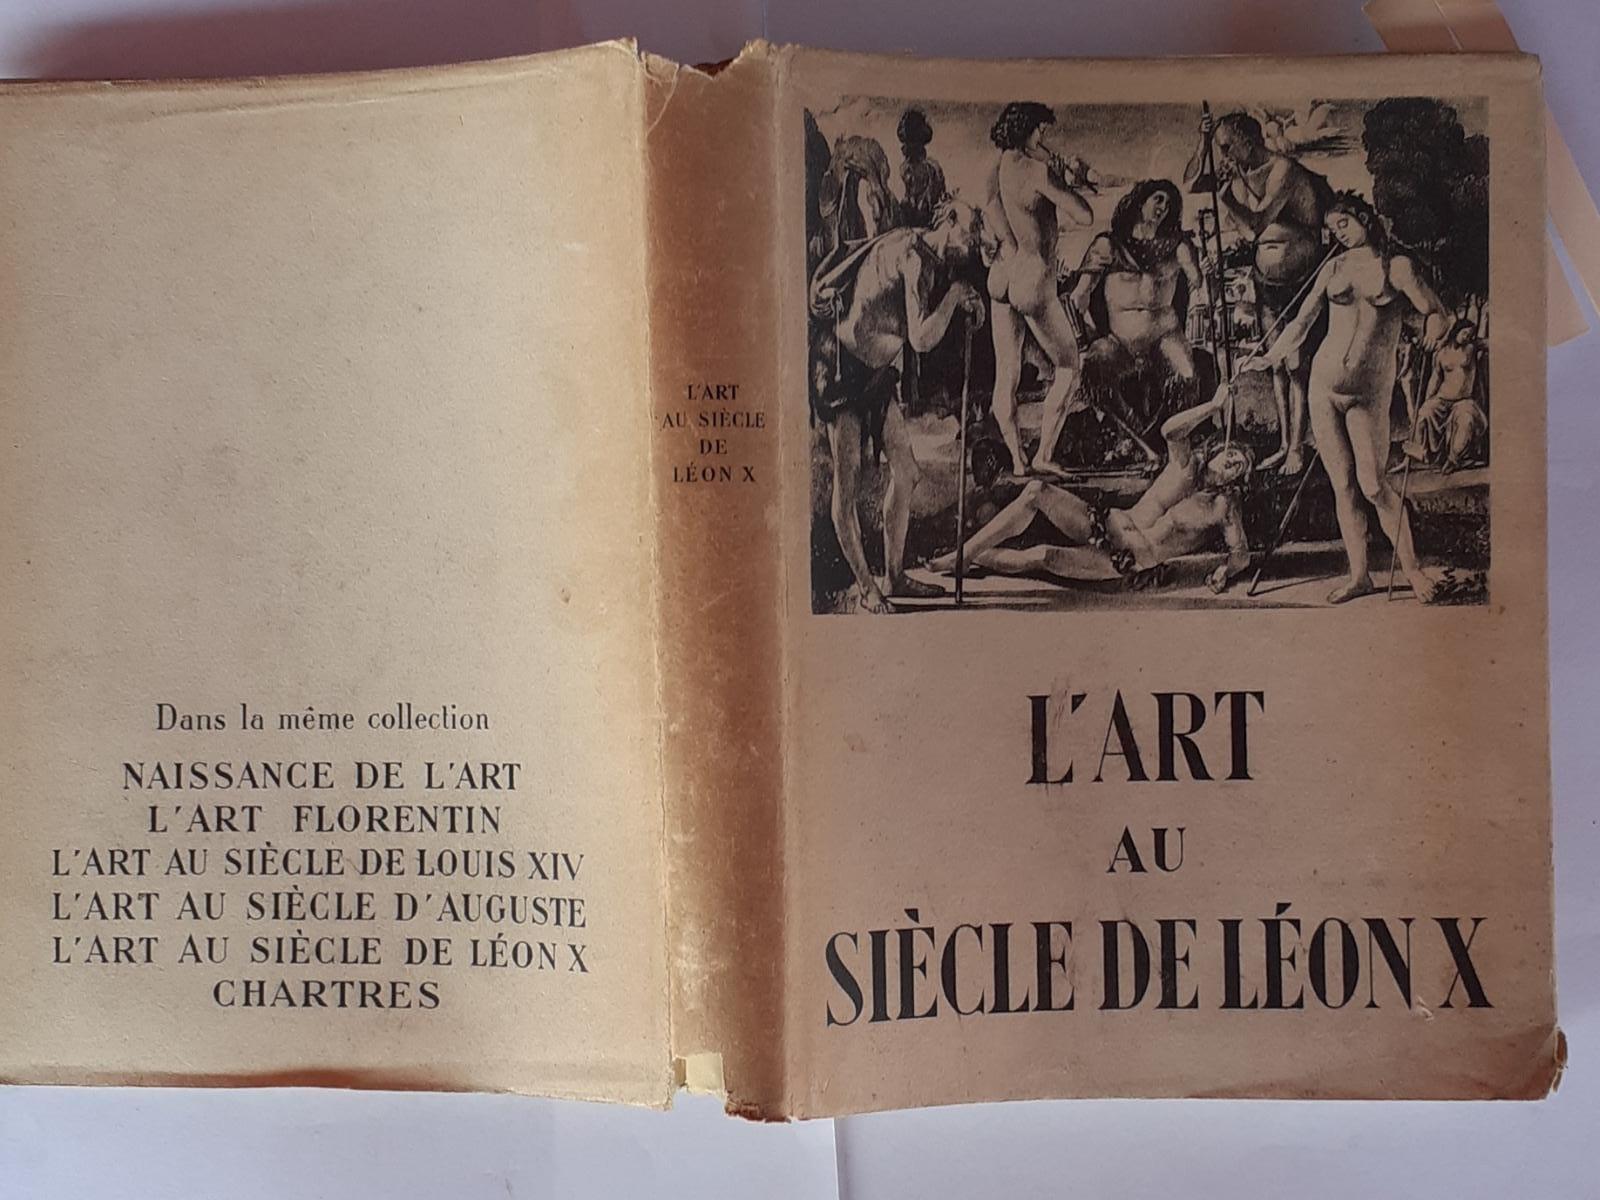 Dans la même collection
NAISSANCE DE L'ART
L'ART FLORENTIN
L'ART AU SIÈCLE DE LOUIS XIV
L'ART AU SIÈCLE D'AUGUSTE
L'ART AU SIÈCLE DE LÉON X
CHARTRES
L'ART
AU SIÈCLE
DE
LÉON X
L'ART
AU
SIÈCLE DE LÉON X